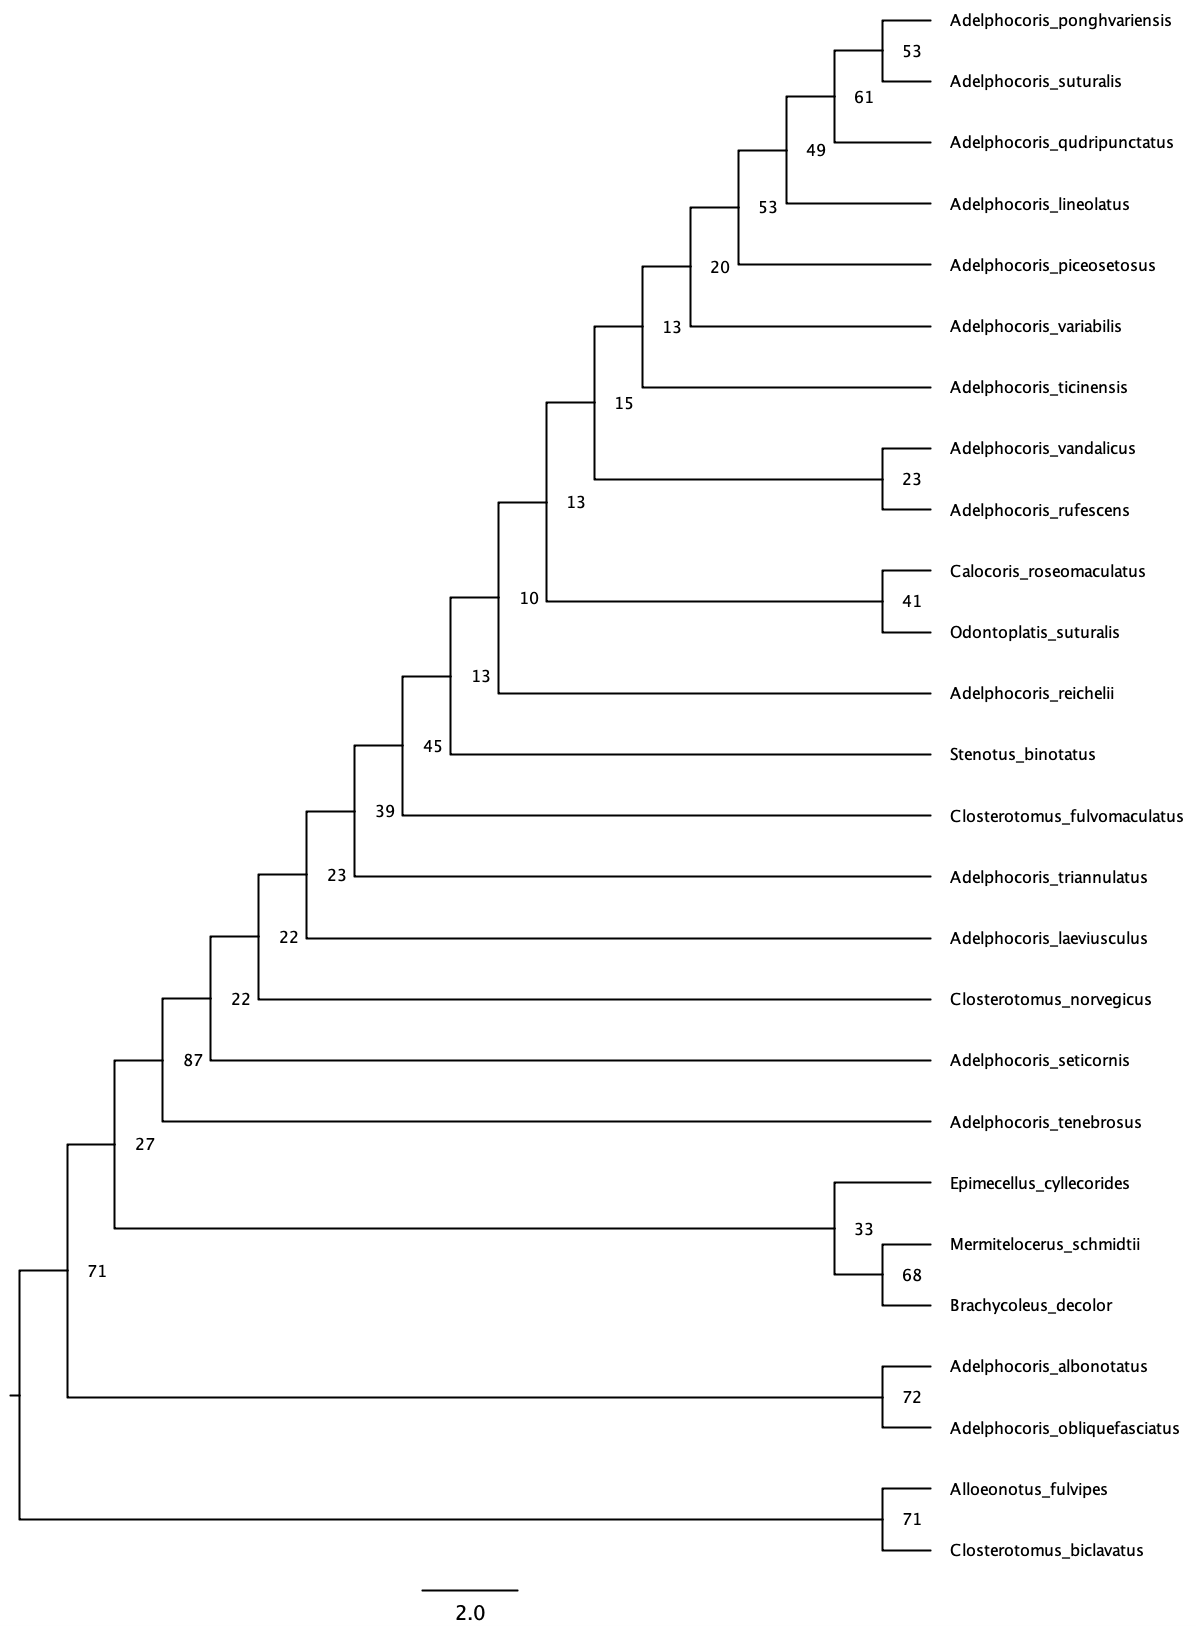 Adelphocoris_ponghvariensis
53
Adelphocoris_suturalis
61
Adelphocoris_qudripunctatus
49
Adelphocoris_lineolatus
53
Adelphocoris_piceosetosus
20
Adelphocoris_variabilis
13
Adelphocoris_ticinensis
15
Adelphocoris_vandalicus
23
13
Adelphocoris_rufescens
Calocoris_roseomaculatus
10
41
Odontoplatis_suturalis
13
Adelphocoris_reichelii
45
Stenotus_binotatus
39
Closterotomus_fulvomaculatus
23
Adelphocoris_triannulatus
22
Adelphocoris_laeviusculus
22
Closterotomus_norvegicus
87
Adelphocoris_seticornis
Adelphocoris_tenebrosus
27
Epimecellus_cyllecorides
33
Mermitelocerus_schmidtii
71
68
Brachycoleus_decolor
Adelphocoris_albonotatus
72
Adelphocoris_obliquefasciatus
Alloeonotus_fulvipes
71
Closterotomus_biclavatus
2.0